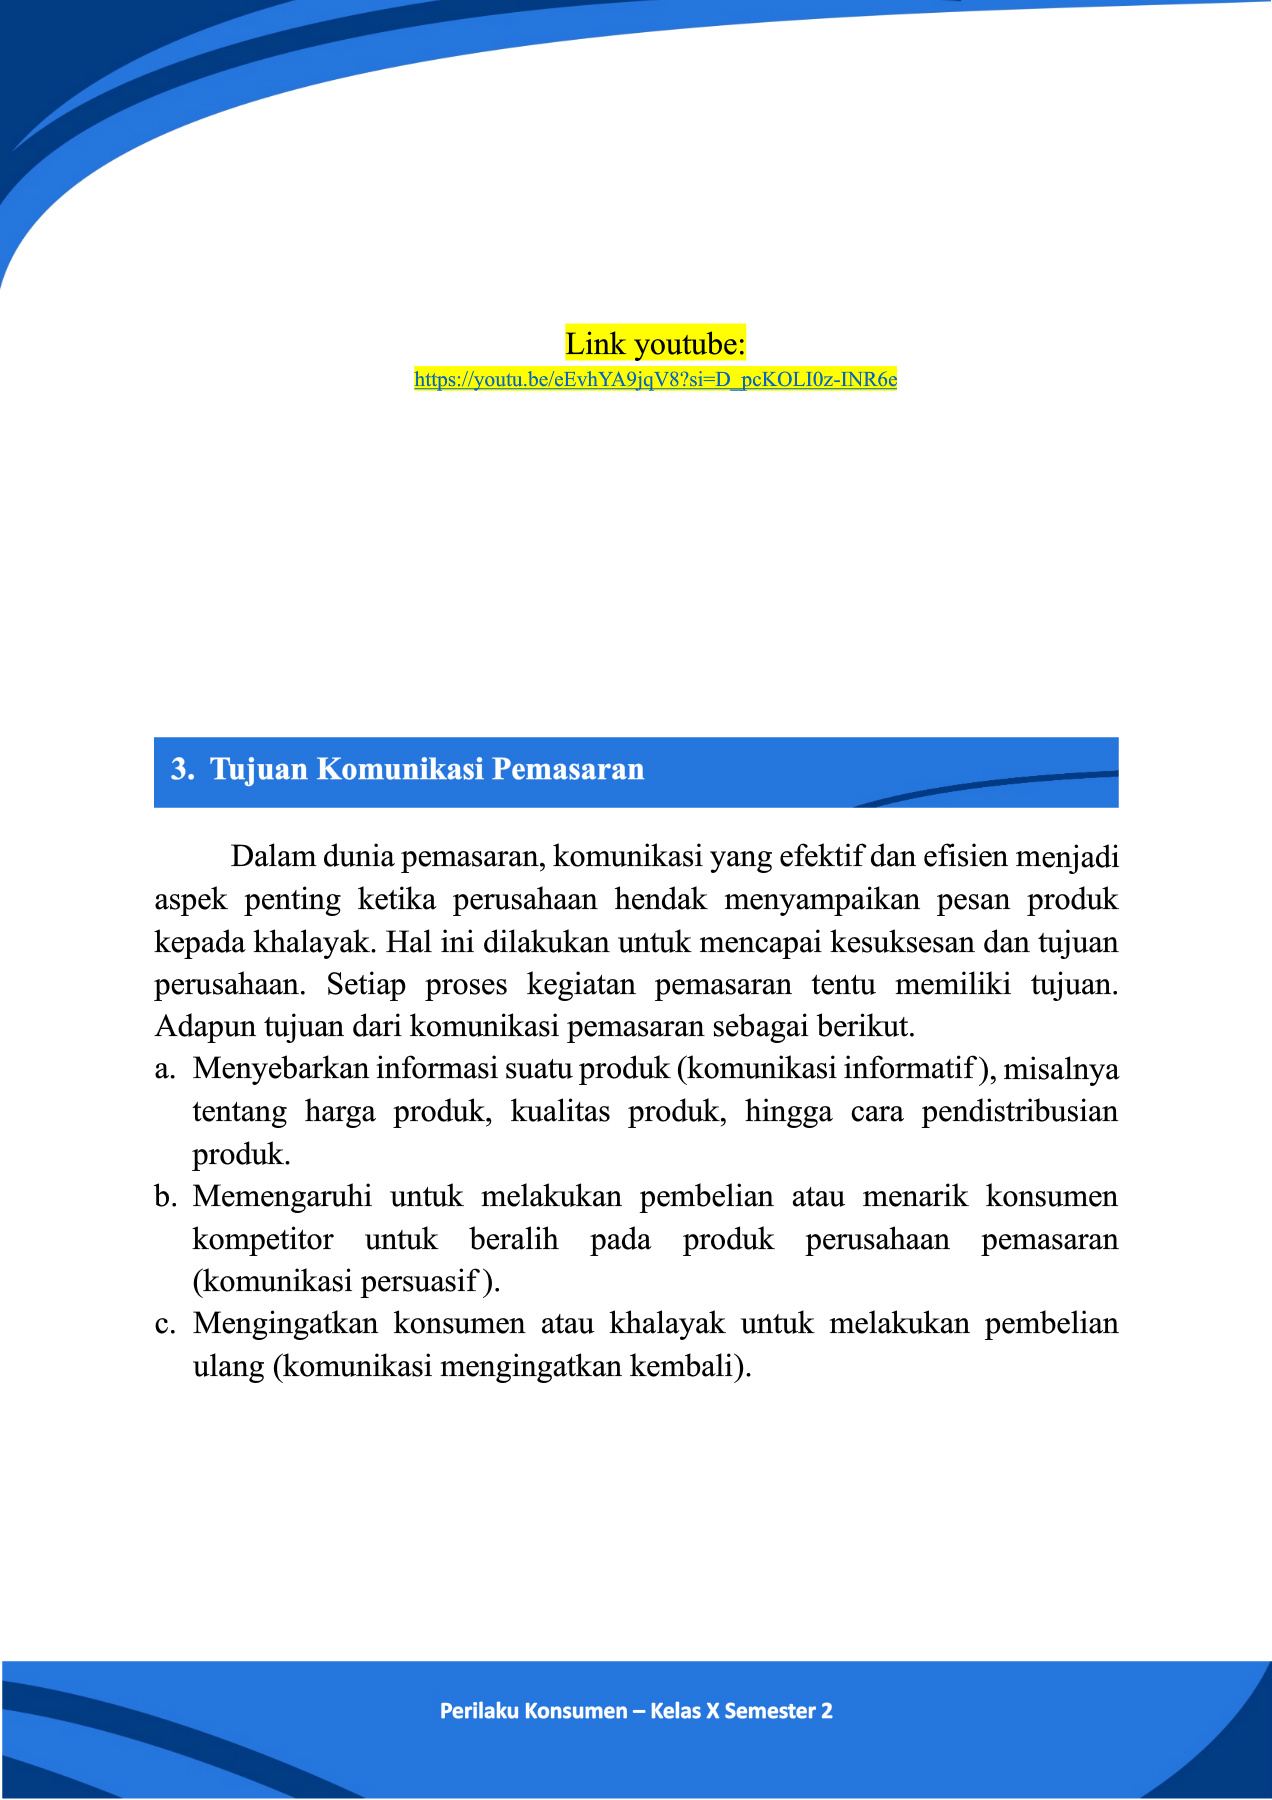 Link youtube:
https://youtu.be/eEvhYA9jqV8?si=D_pcKOLI0z-INR6e
3. Tujuan Komunikasi Pemasaran
Dalam dunia pemasaran, komunikasi yang efektif dan efisien menjadi
aspek penting ketika perusahaan hendak menyampaikan pesan produk
kepada khalayak. Hal ini dilakukan untuk mencapai kesuksesan dan tujuan
perusahaan. Setiap proses kegiatan pemasaran tentu memiliki tujuan.
Adapun tujuan dari komunikasi pemasaran sebagai berikut.
a. Menyebarkan informasi suatu produk (komunikasi informatif), misalnya
tentang harga produk, kualitas produk, hingga cara pendistribusian
produk.
b. Memengaruhi untuk melakukan pembelian atau menarik konsumen
kompetitor untuk beralih pada produk perusahaan pemasaran
(komunikasi persuasif).
c. Mengingatkan konsumen atau khalayak untuk melakukan pembelian
ulang (komunikasi mengingatkan kembali).
Perilaku Konsumen – Kelas X Semester 2